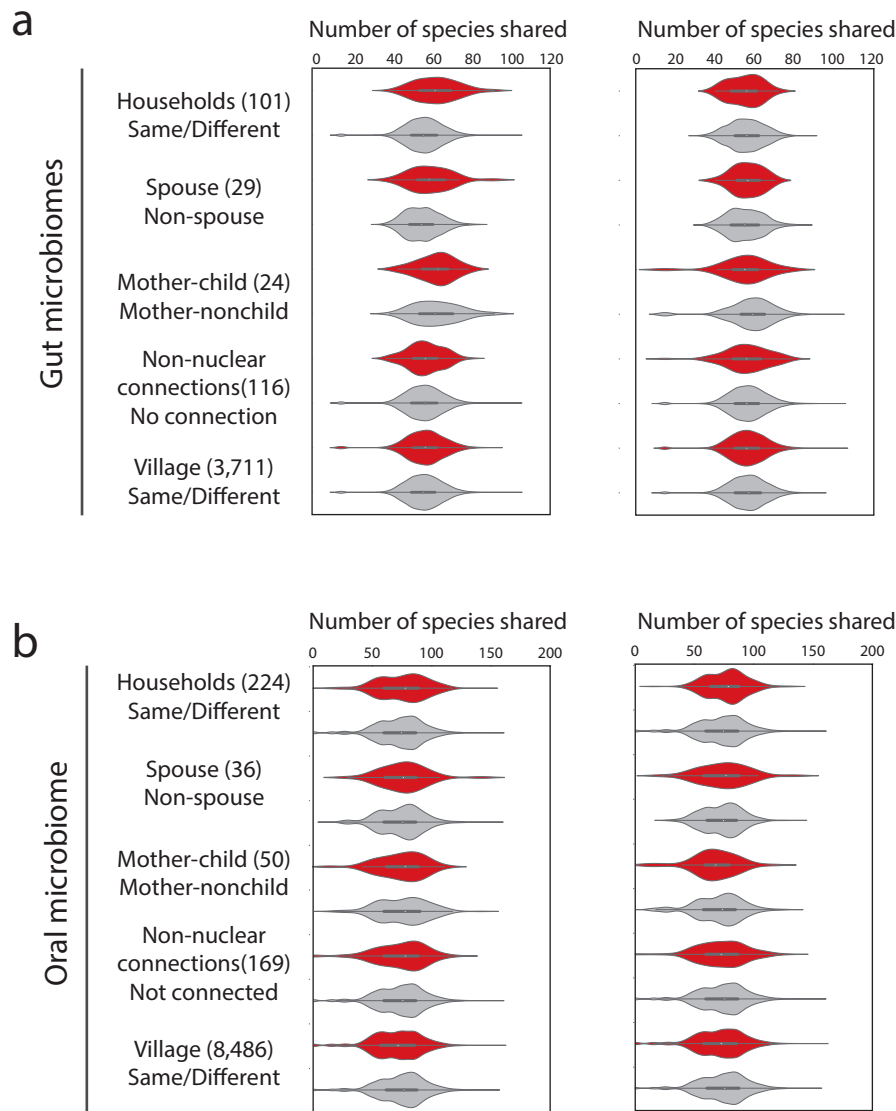 a
Number of species shared
Number of species shared
0 20 40 60 80 100 120
0 20 40 60 80 100 120
Gut microbiomes
Households (101)
Same/Different
Spouse (29)
Non-spouse
Mother-child (24)
Mother-nonchild
Non-nuclear
connections(116)
No connection
Village (3,711)
Same/Different
b
Number of species shared
Number of species shared
0 50 100 150 200
0 50 100 150 200
Oral microbiome
Households (224)
Same/Different
Spouse (36)
Non-spouse
Mother-child (50)
Mother-nonchild
Non-nuclear
connections(169)
Not connected
Village (8,486)
Same/Different